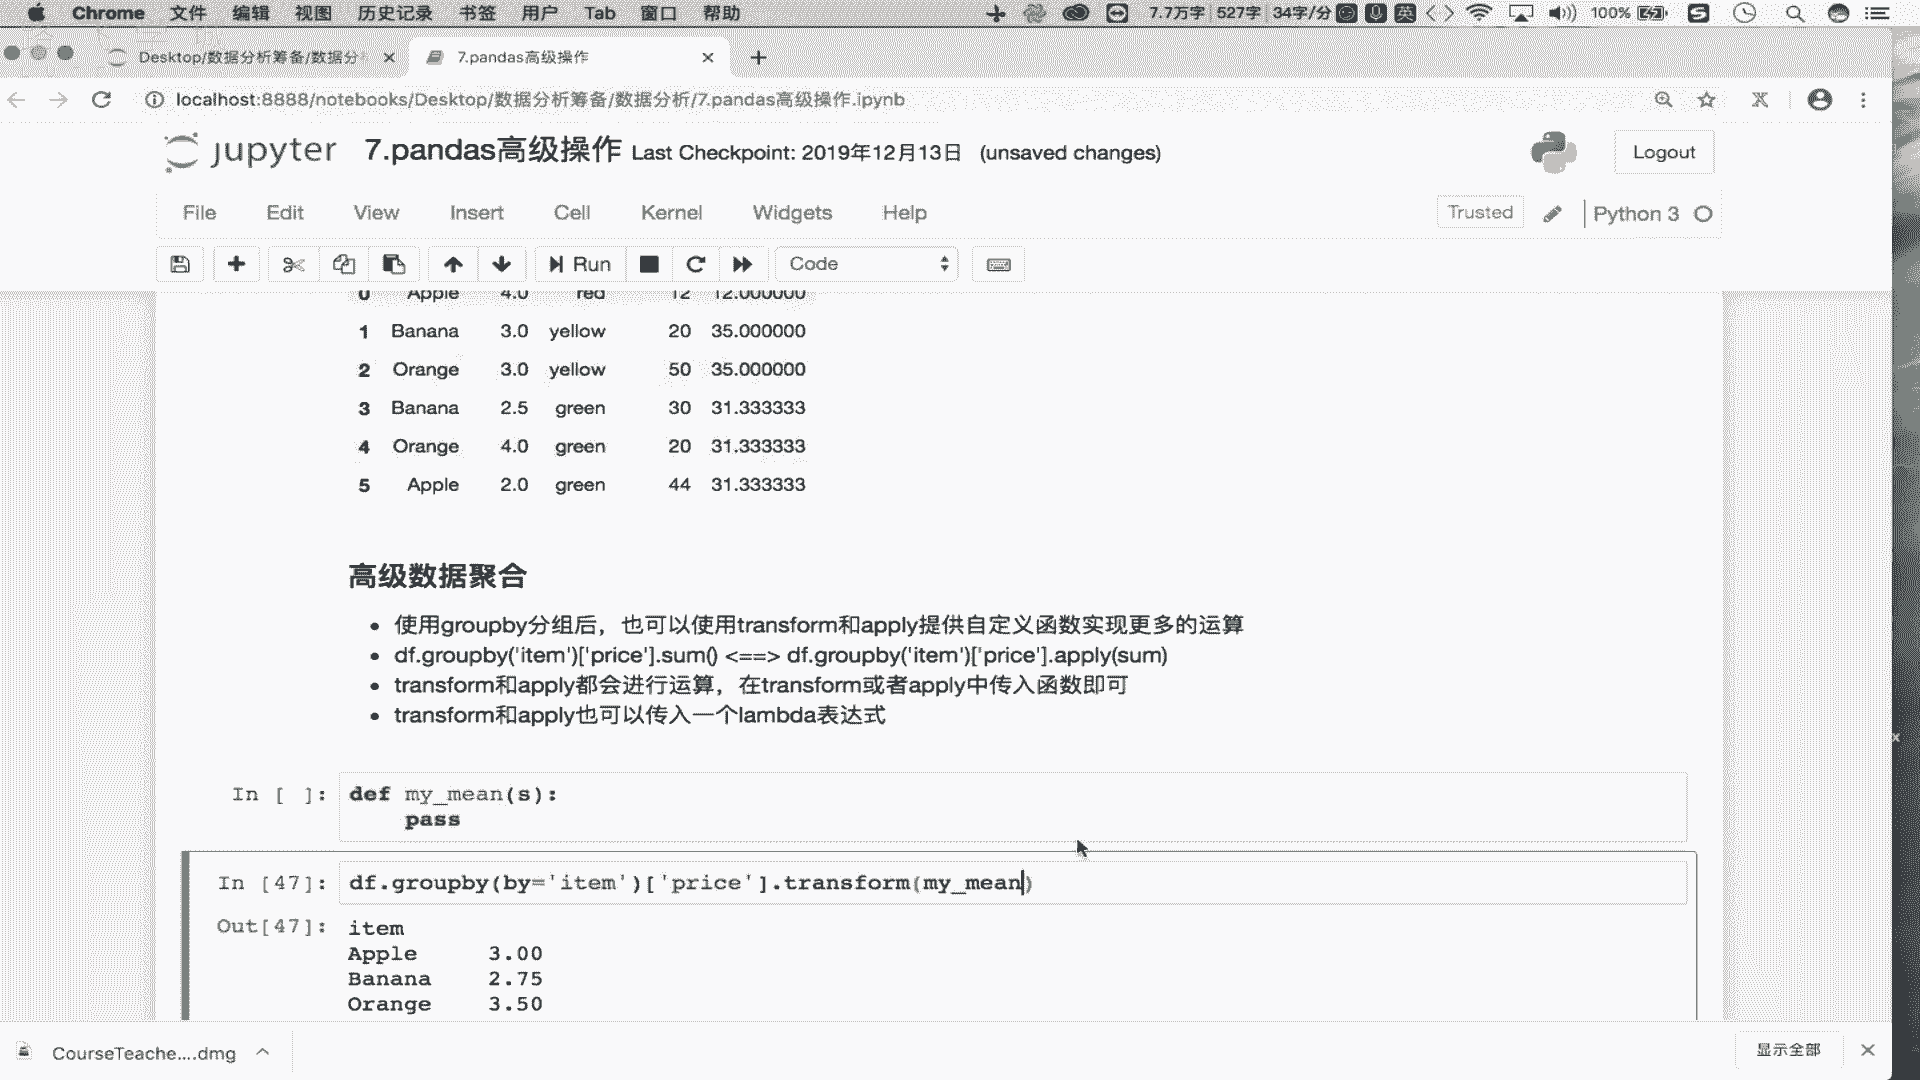 Chrome 文件 编辑 视图 历史记录 书签 用户 Tab 窗口 帮助 7.7万字 527字 34字/分 英 100%
Desktop/数据分析筹备/数据分 7.pandas高级操作
localhost:8888/notebooks/Desktop/数据分析筹备/数据分析/7.pandas高级操作.ipynb
jupyter 7.pandas高级操作 Last Checkpoint: 2019年12月13日 (unsaved changes) Logout
File Edit View Insert Cell Kernel Widgets Help Trusted Python 3
Run Code
0 Apple 4.0 red 12 12.000000
1 Banana 3.0 yellow 20 35.000000
2 Orange 3.0 yellow 50 35.000000
3 Banana 2.5 green 30 31.333333
4 Orange 4.0 green 20 31.333333
5 Apple 2.0 green 44 31.333333
高级数据聚合
使用groupby分组后，也可以使用transform和apply提供自定义函数实现更多的运算
df.groupby('item')['price'].sum() <==> df.groupby('item')['price'].apply(sum)
transform和apply都会进行运算，在transform或者apply中传入函数即可
transform和apply也可以传入一个lambda表达式
In [ ]: def my_mean(s):
pass
In [47]: df.groupby(by='item')['price'].transform(my_mean)
Out[47]: item
Apple 3.00
Banana 2.75
Orange 3.50
CourseTeache....dmg 显示全部